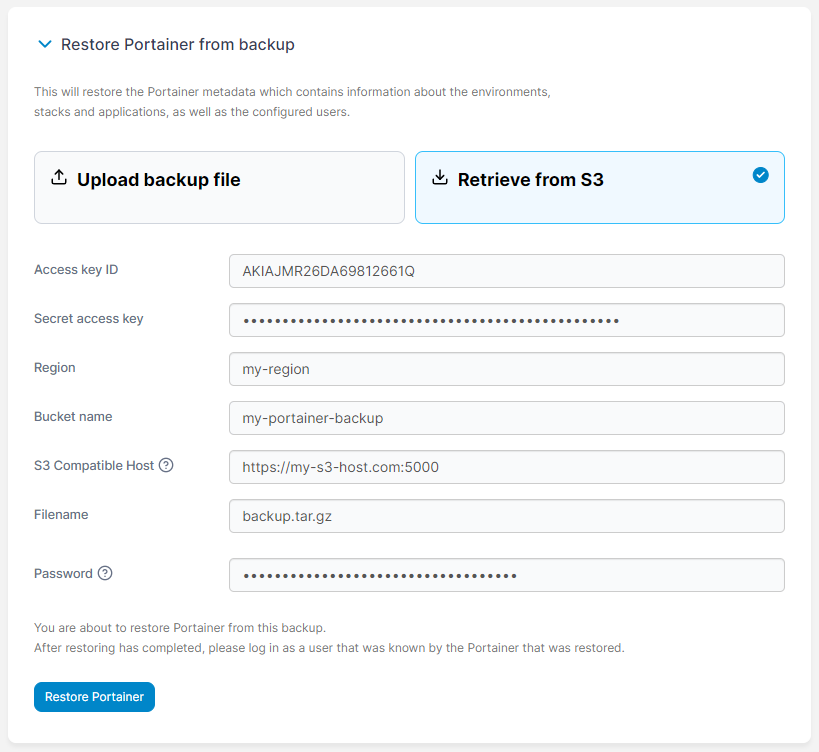 Restore Portainer from backup
This will restore the Portainer metadata which contains information about the environments,
stacks and applications, as well as the configured users.
Upload backup file
Retrieve from S3
Access key ID
AKIAJMR26DA69812661Q
Secret access key
••••••••••••••••••••••••••••••••••••••••••••••••
Region
my-region
Bucket name
my-portainer-backup
S3 Compatible Host
https://my-s3-host.com:5000
Filename
backup.tar.gz
Password
•••••••••••••••••••••••••••••••••••
You are about to restore Portainer from this backup.
After restoring has completed, please log in as a user that was known by the Portainer that was restored.
Restore Portainer